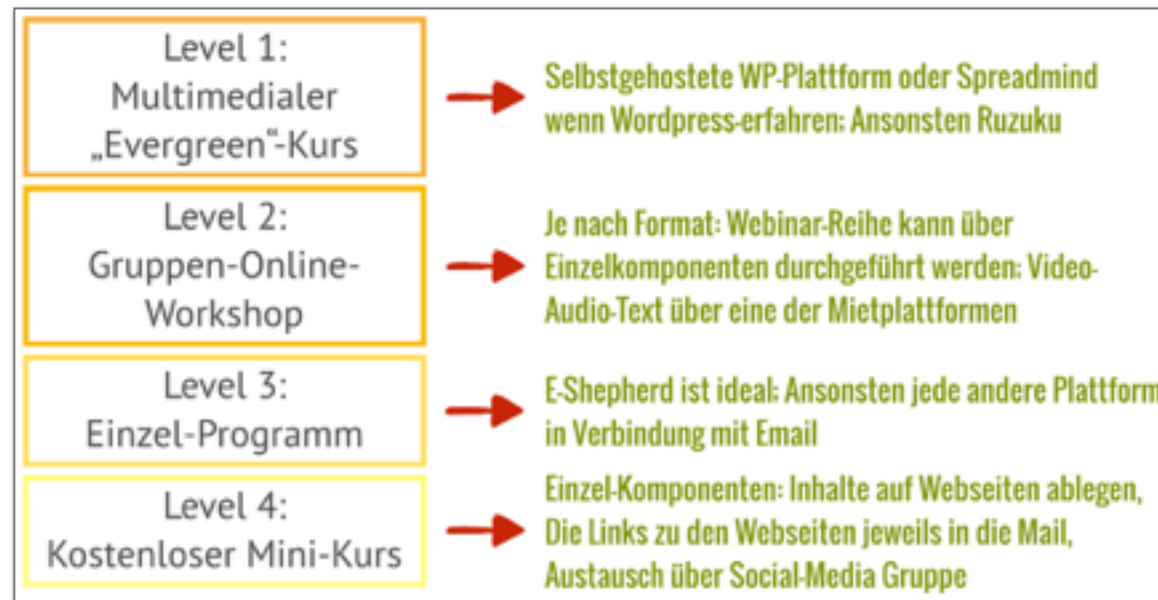 Level 1:
Multimedialer
„Evergreen“-Kurs
Selbstgehostete WP-Plattform oder Spreadmind
wenn Wordpress-erfahren; Ansonsten Ruzuku
Level 2:
Gruppen-Online-
Workshop
Je nach Format: Webinar-Reihe kann über
Einzelkomponenten durchgeführt werden; Video-
Audio-Text über eine der Mietplattformen
Level 3:
Einzel-Programm
E-Shepherd ist ideal; Ansonsten jede andere Plattform
in Verbindung mit Email
Level 4:
Kostenloser Mini-Kurs
Einzel-Komponenten: Inhalte auf Webseiten ablegen,
Die Links zu den Webseiten jeweils in die Mail,
Austausch über Social-Media Gruppe